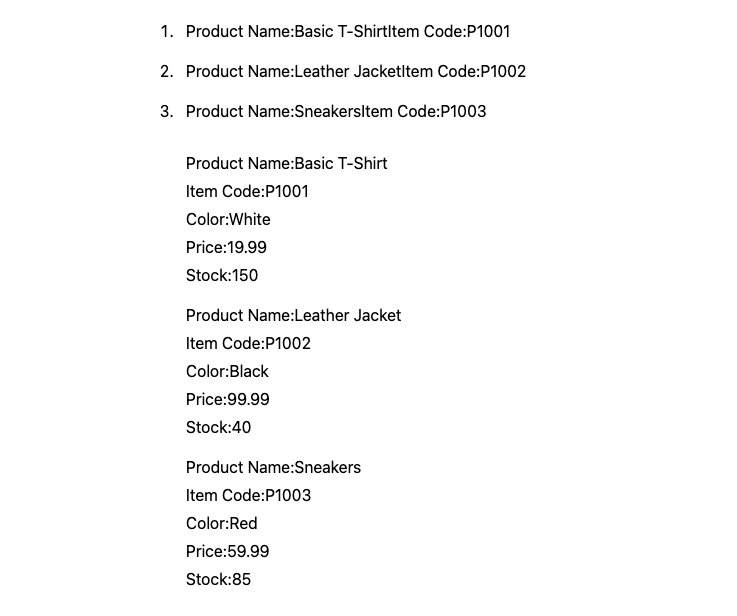 1. Product Name:Basic T-ShirtItem Code:P1001
2. Product Name:Leather JacketItem Code:P1002
3. Product Name:SneakersItem Code:P1003
Product Name:Basic T-Shirt
Item Code:P1001
Color:White
Price:19.99
Stock:150
Product Name:Leather Jacket
Item Code:P1002
Color:Black
Price:99.99
Stock:40
Product Name:Sneakers
Item Code:P1003
Color:Red
Price:59.99
Stock:85